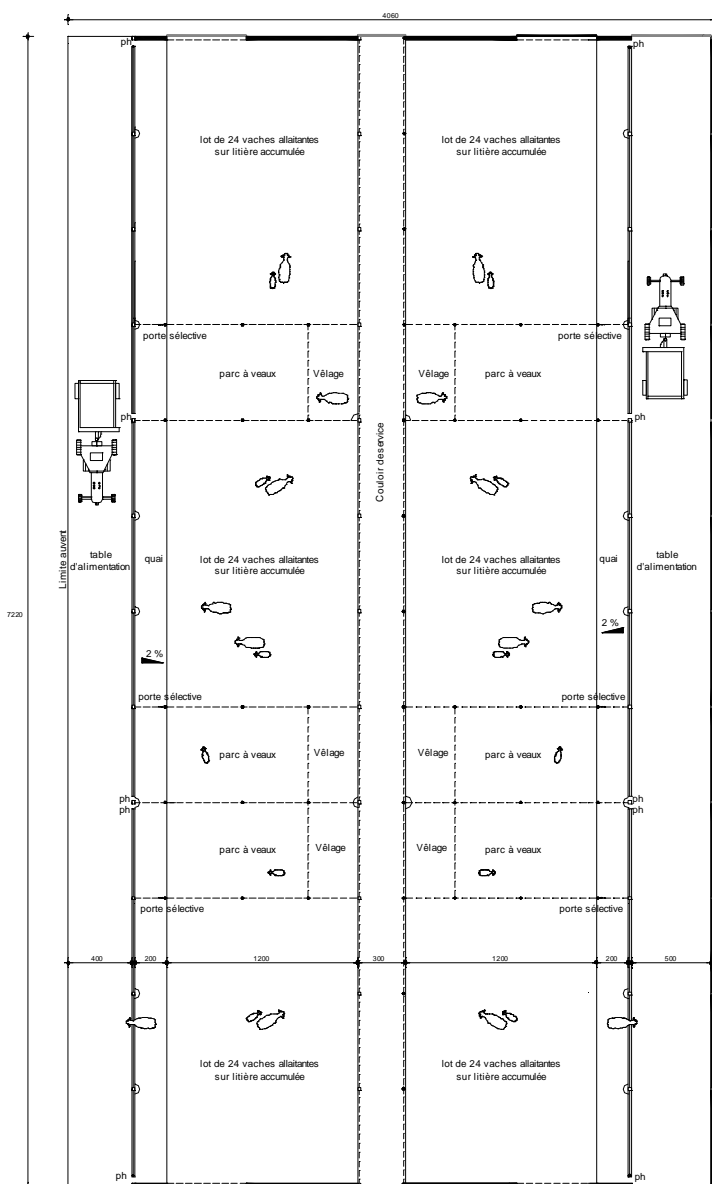 4060
ph
ph
lot de 24 vaches allaitantes
sur litière accumulée
lot de 24 vaches allaitantes
sur litière accumulée
porte sélective
porte sélective
parc à veaux
Vêlage
Vêlage
parc à veaux
ph
ph
Couloir de service
Limite auvent
table
d'alimentation
quai
lot de 24 vaches allaitantes
sur litière accumulée
lot de 24 vaches allaitantes
sur litière accumulée
quai
table
d'alimentation
7220
2 %
2 %
porte sélective
porte sélective
parc à veaux
Vêlage
Vêlage
parc à veaux
ph
ph
ph
ph
parc à veaux
Vêlage
Vêlage
parc à veaux
porte sélective
porte sélective
400
200
1200
300
1200
200
500
lot de 24 vaches allaitantes
sur litière accumulée
lot de 24 vaches allaitantes
sur litière accumulée
ph
ph